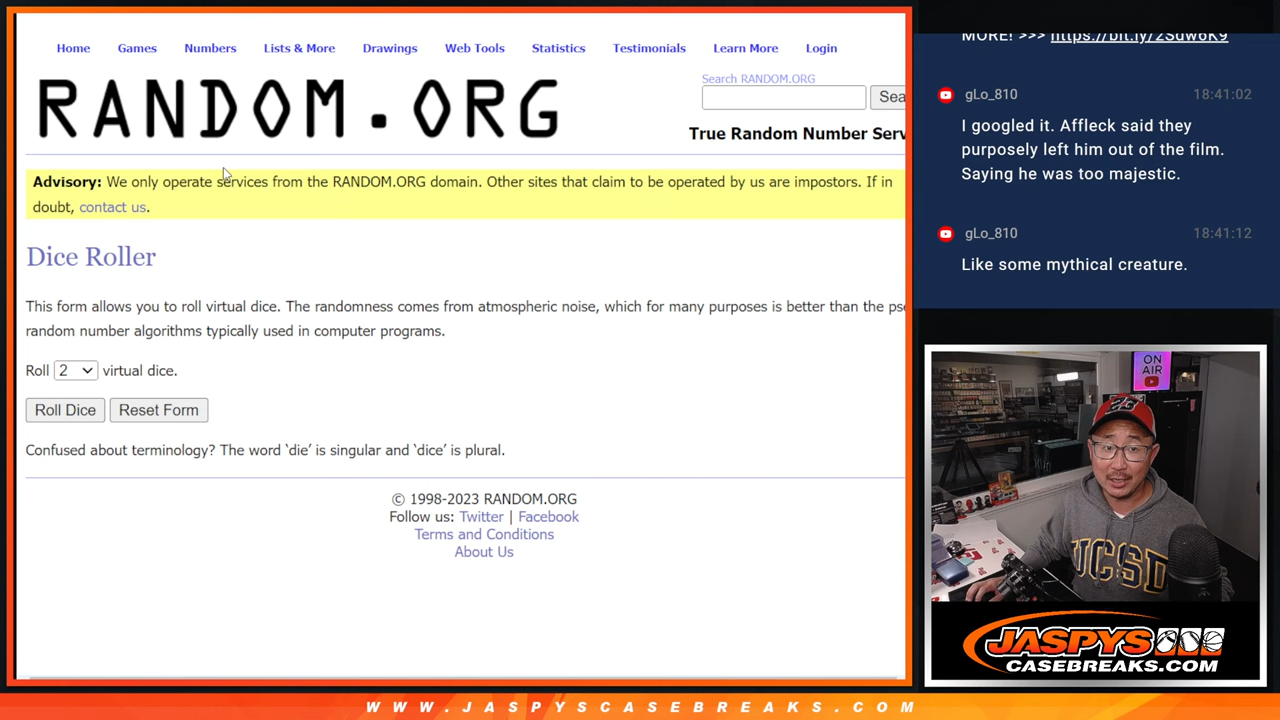 Home Games Numbers Lists & More Drawings Web Tools Statistics Testimonials Learn More Login
RANDOM.ORG
Search RANDOM.ORG
Sea
True Random Number Serv
Advisory: We only operate services from the RANDOM.ORG domain. Other sites that claim to be operated by us are impostors. If in
doubt, contact us.
Dice Roller
This form allows you to roll virtual dice. The randomness comes from atmospheric noise, which for many purposes is better than the pse
random number algorithms typically used in computer programs.
Roll 2 virtual dice.
Roll Dice Reset Form
Confused about terminology? The word ‘die’ is singular and ‘dice’ is plural.
© 1998-2023 RANDOM.ORG
Follow us: Twitter | Facebook
Terms and Conditions
About Us
MORE! >>> https://bit.ly/2Sdw6K9
gLo_810 18:41:02
I googled it. Affleck said they
purposely left him out of the film.
Saying he was too majestic.
gLo_810 18:41:12
Like some mythical creature.
ON
AIR
UCSD
JASPYS
CASEBREAKS.COM
WWW.JASPYSCASEBREAKS.COM